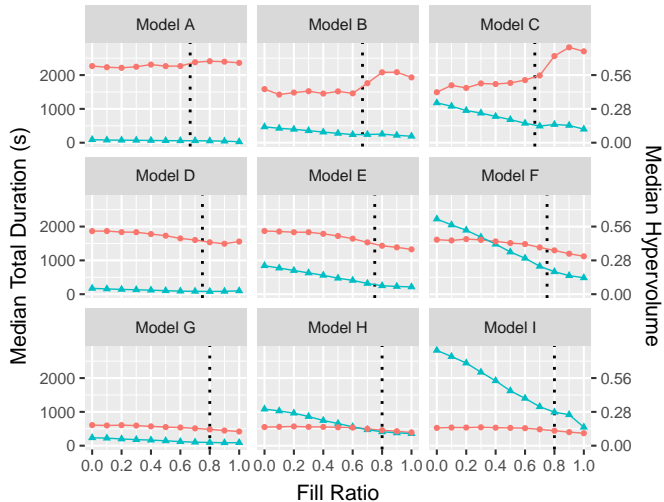 Model A Model B Model C
2000
1000
0
0.56
0.28
0.00
Model D Model E Model F
2000
1000
0
0.56
0.28
0.00
Model G Model H Model I
2000
1000
0
0.56
0.28
0.00
0.0 0.2 0.4 0.6 0.8 1.0 0.0 0.2 0.4 0.6 0.8 1.0 0.0 0.2 0.4 0.6 0.8 1.0
Fill Ratio
Median Total Duration (s)
Median Hypervolume